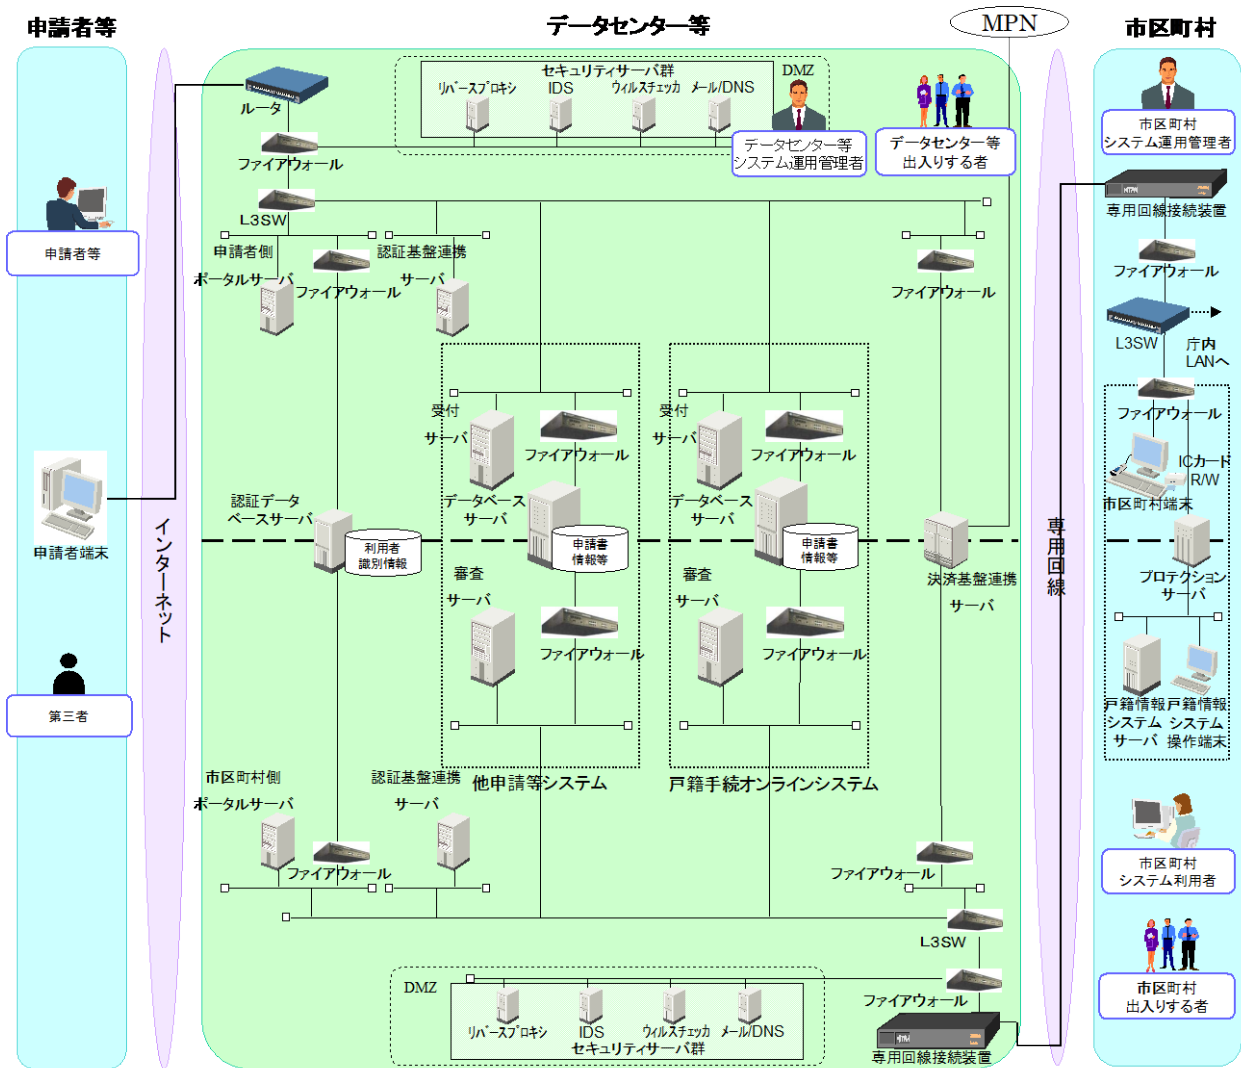 申請者等
データセンター等
MPN
市区町村
セキュリティサーバ群
DMZ
リバースプロキシ
IDS
ウィルスチェッカ
メール/DNS
ルータ
ファイアウォール
データセンター等
システム運用管理者
データセンター等
出入りする者
市区町村
システム運用管理者
専用回線接続装置
L3SW
申請者等
申請者側
ポータルサーバ
ファイアウォール
認証基盤連携
サーバ
ファイアウォール
ファイアウォール
L3SW
庁内
LANへ
受付
サーバ
ファイアウォール
受付
サーバ
ファイアウォール
ファイアウォール
ICカード
R/W
市区町村端末
申請者端末
認証データ
ベースサーバ
利用者
識別情報
データベース
サーバ
申請書
情報等
データベース
サーバ
申請書
情報等
決済基盤連携
サーバ
インターネット
専用回線
プロテクション
サーバ
審査
サーバ
ファイアウォール
審査
サーバ
ファイアウォール
第三者
戸籍情報
システム
サーバ
戸籍情報
システム
操作端末
市区町村側
ポータルサーバ
認証基盤連携
サーバ
他申請等システム
戸籍手続オンラインシステム
ファイアウォール
ファイアウォール
市区町村
システム利用者
L3SW
DMZ
ファイアウォール
リバースプロキシ
IDS
ウィルスチェッカ
メール/DNS
セキュリティサーバ群
専用回線接続装置
市区町村
出入りする者